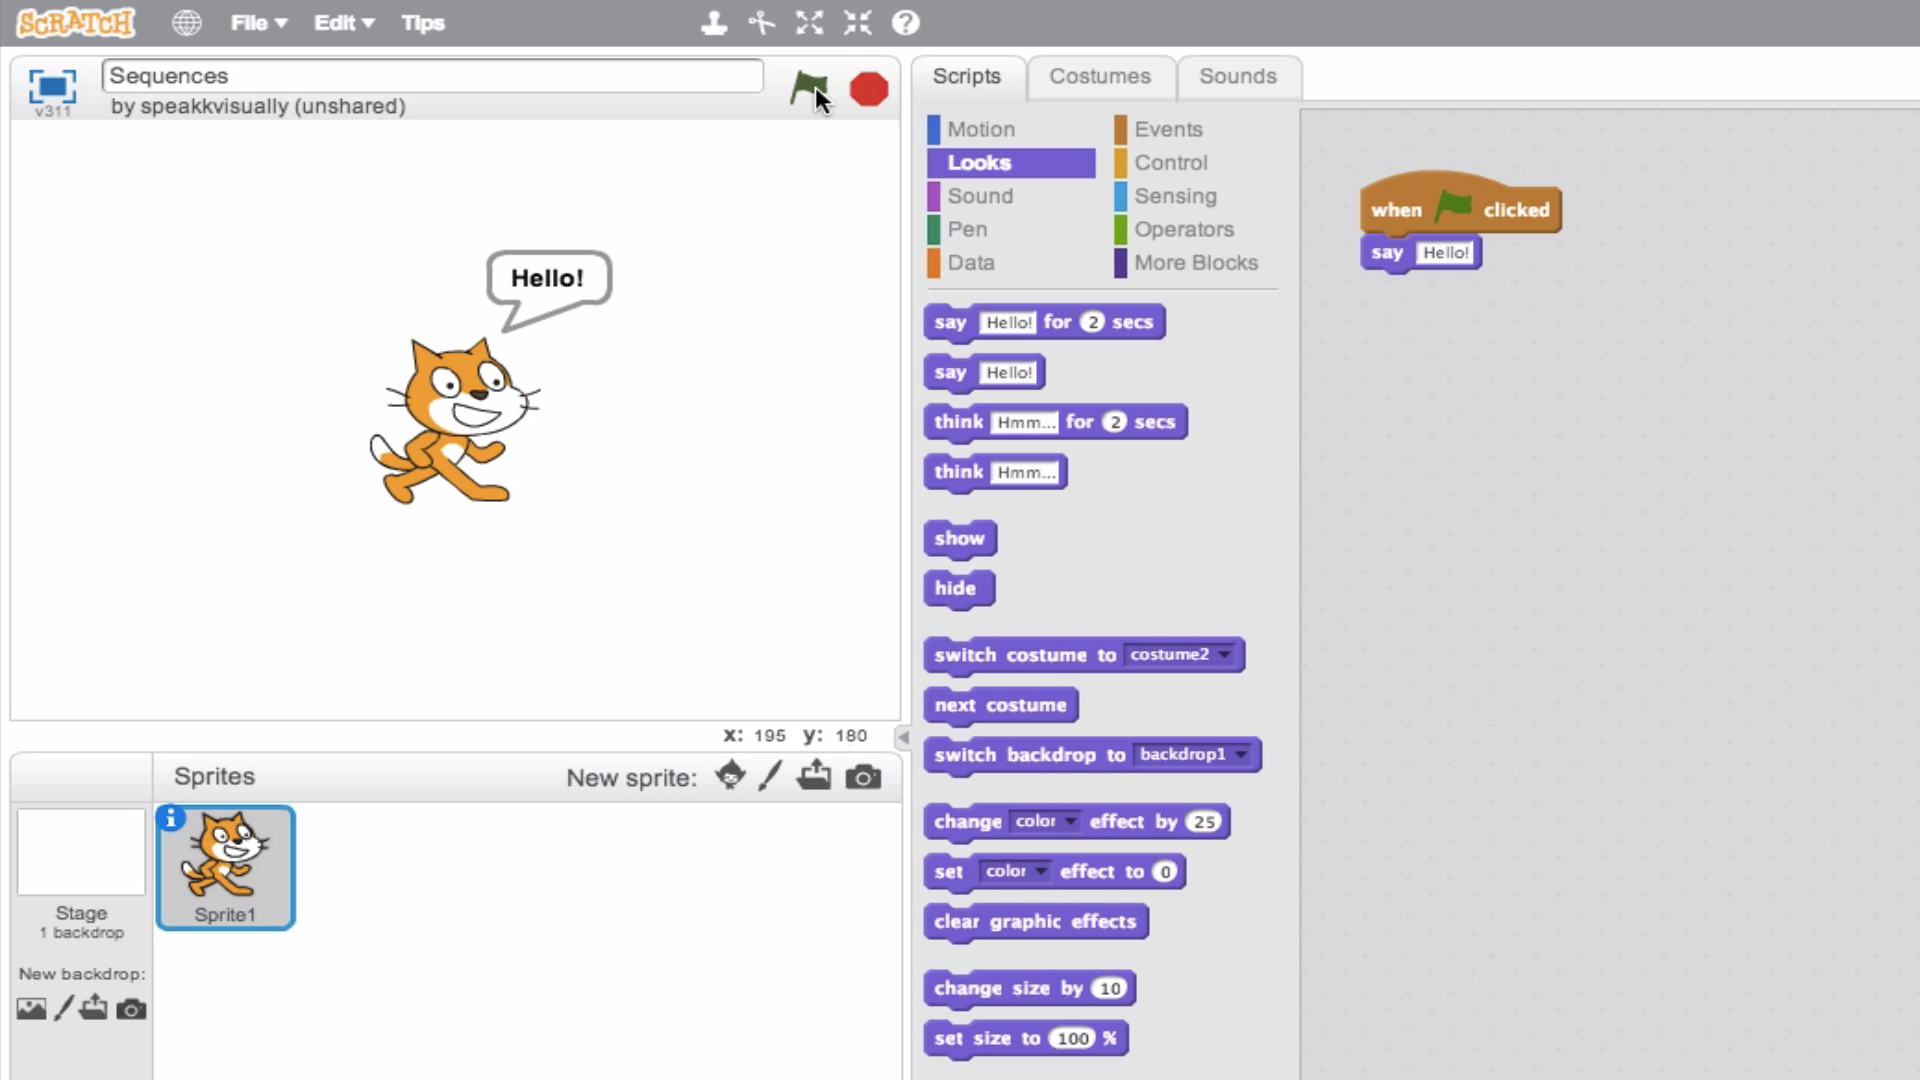 SCRATCH File Edit Tips
Sequences
v311
by speakkvisually (unshared)
Hello!
x: 195 y: 180
Sprites New sprite:
Sprite1
Stage
1 backdrop
New backdrop:
Scripts Costumes Sounds
Motion Events
Looks Control
Sound Sensing
Pen Operators
Data More Blocks
say Hello! for 2 secs
say Hello!
think Hmm... for 2 secs
think Hmm...
show
hide
switch costume to costume2
next costume
switch backdrop to backdrop1
change color effect by 25
set color effect to 0
clear graphic effects
change size by 10
set size to 100 %
when clicked
say Hello!